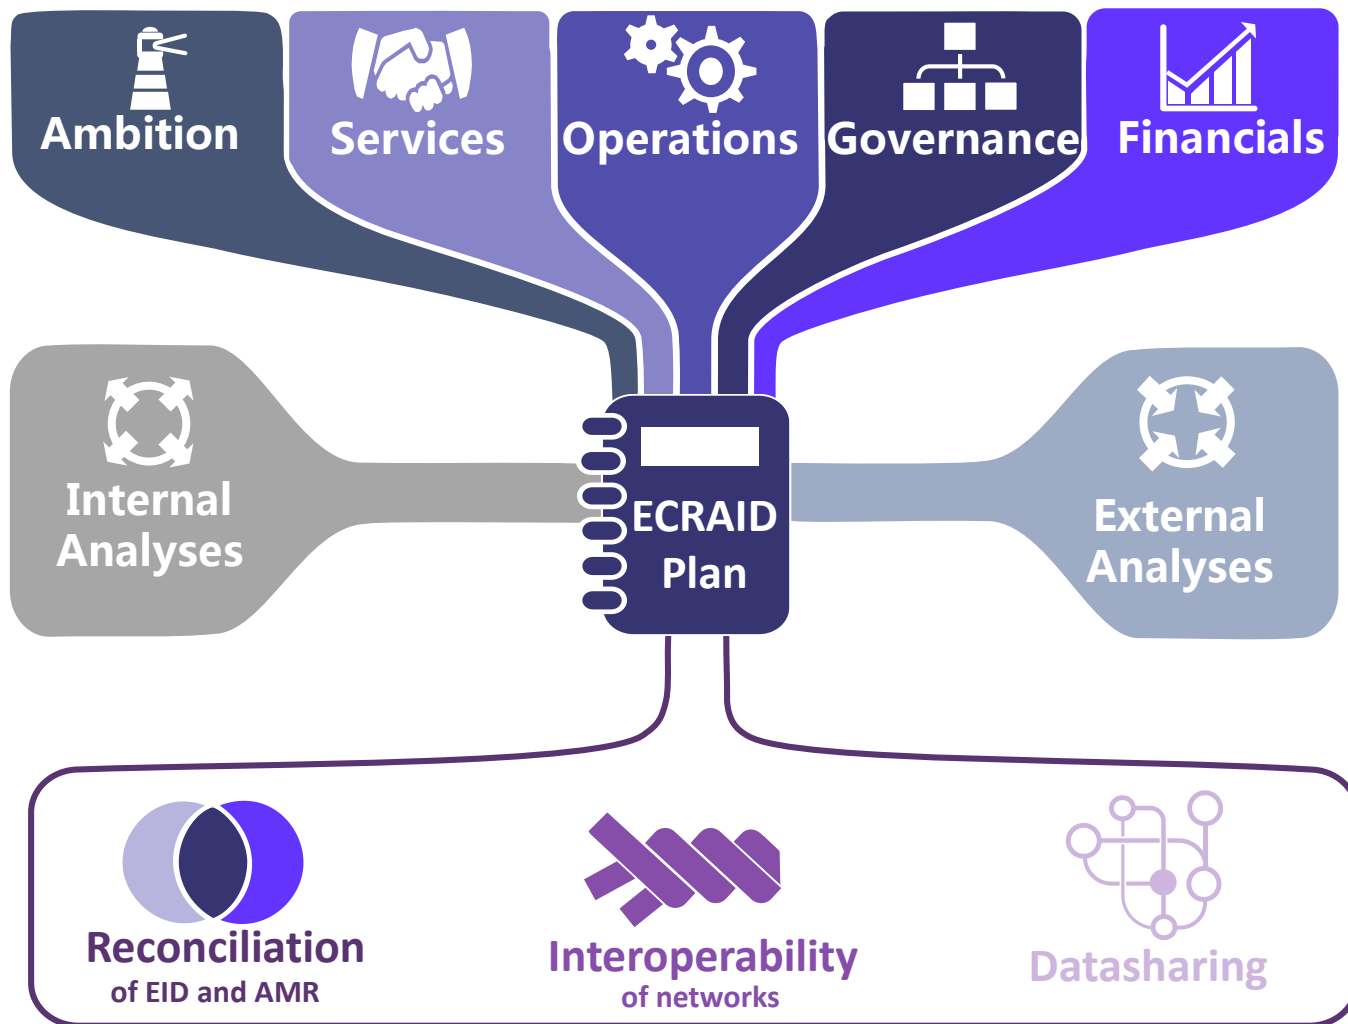 Ambition
Services
Operations
Governance
Financials
Internal
Analyses
ECRAID
Plan
External
Analyses
Reconciliation
of EID and AMR
Interoperability
of networks
Datasharing